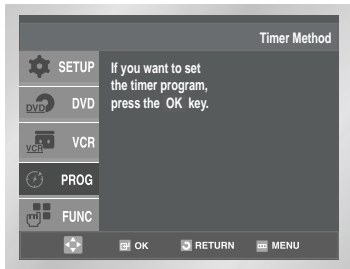 Timer Method
SETUP
If you want to set
the timer program,
press the OK key.
DVD DVD
VCR VCR
PROG
FUNC
OK RETURN MENU